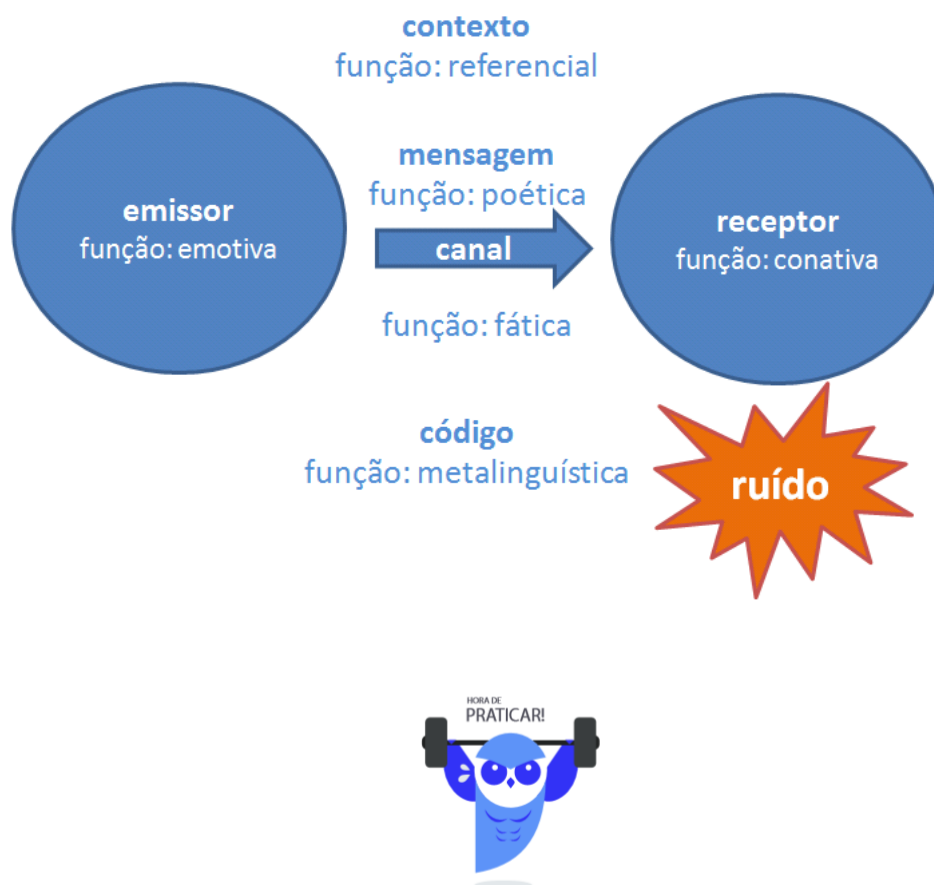 contexto
função: referencial
mensagem
função: poética
emissor
função: emotiva
canal
receptor
função: conativa
função: fática
código
função: metalinguística
ruído
HORA DE
PRATICAR!